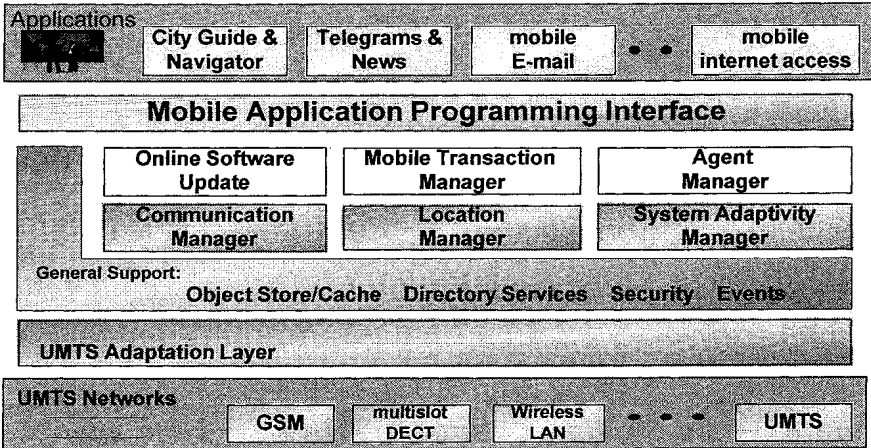 Applications
City Guide & Navigator
Telegrams & News
mobile E-mail
mobile internet access
Mobile Application Programming Interface
Online Software Update
Mobile Transaction Manager
Agent Manager
Communication Manager
Location Manager
System Adaptivity Manager
General Support:
Object Store/Cache Directory Services Security Events
UMTS Adaptation Layer
UMTS Networks
GSM
multislot DECT
Wireless LAN
UMTS